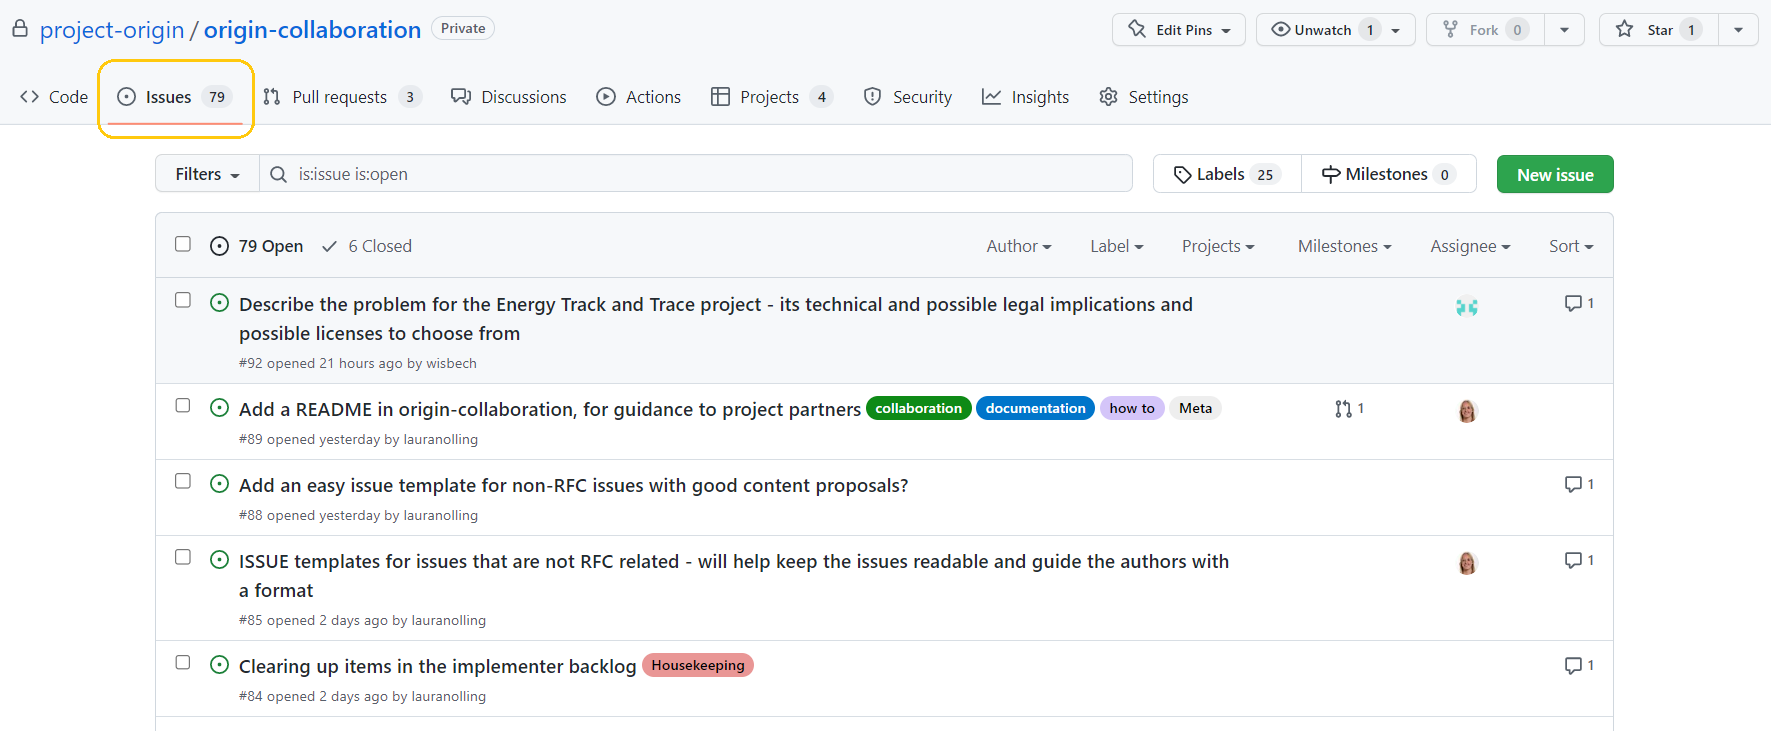 project-origin / origin-collaboration Private Edit Pins Unwatch 1 Fork 0 Star 1
Code Issues 79 Pull requests 3 Discussions Actions Projects 4 Security Insights Settings
Filters is:issue is:open Labels 25 Milestones 0 New issue
79 Open 6 Closed Author Label Projects Milestones Assignee Sort
Describe the problem for the Energy Track and Trace project - its technical and possible legal implications and 1
possible licenses to choose from
#92 opened 21 hours ago by wisbech
Add a README in origin-collaboration, for guidance to project partners collaboration documentation how to Meta 1
#89 opened yesterday by lauranolling
Add an easy issue template for non-RFC issues with good content proposals? 1
#88 opened yesterday by lauranolling
ISSUE templates for issues that are not RFC related - will help keep the issues readable and guide the authors with 1
a format
#85 opened 2 days ago by lauranolling
Clearing up items in the implementer backlog Housekeeping 1
#84 opened 2 days ago by lauranolling